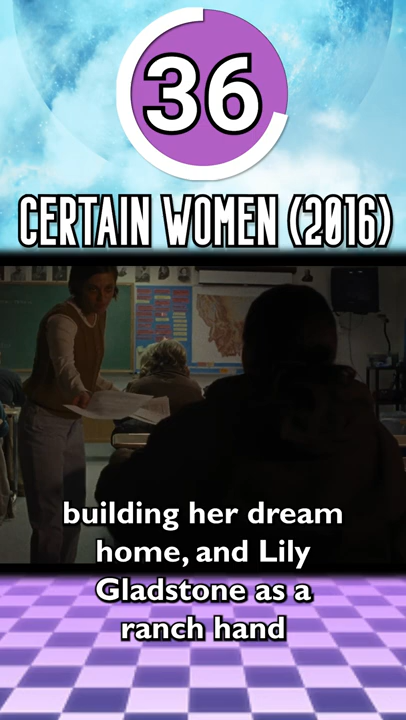 36
CERTAIN WOMEN (2016)
building her dream
home, and Lily
Gladstone as a
ranch hand